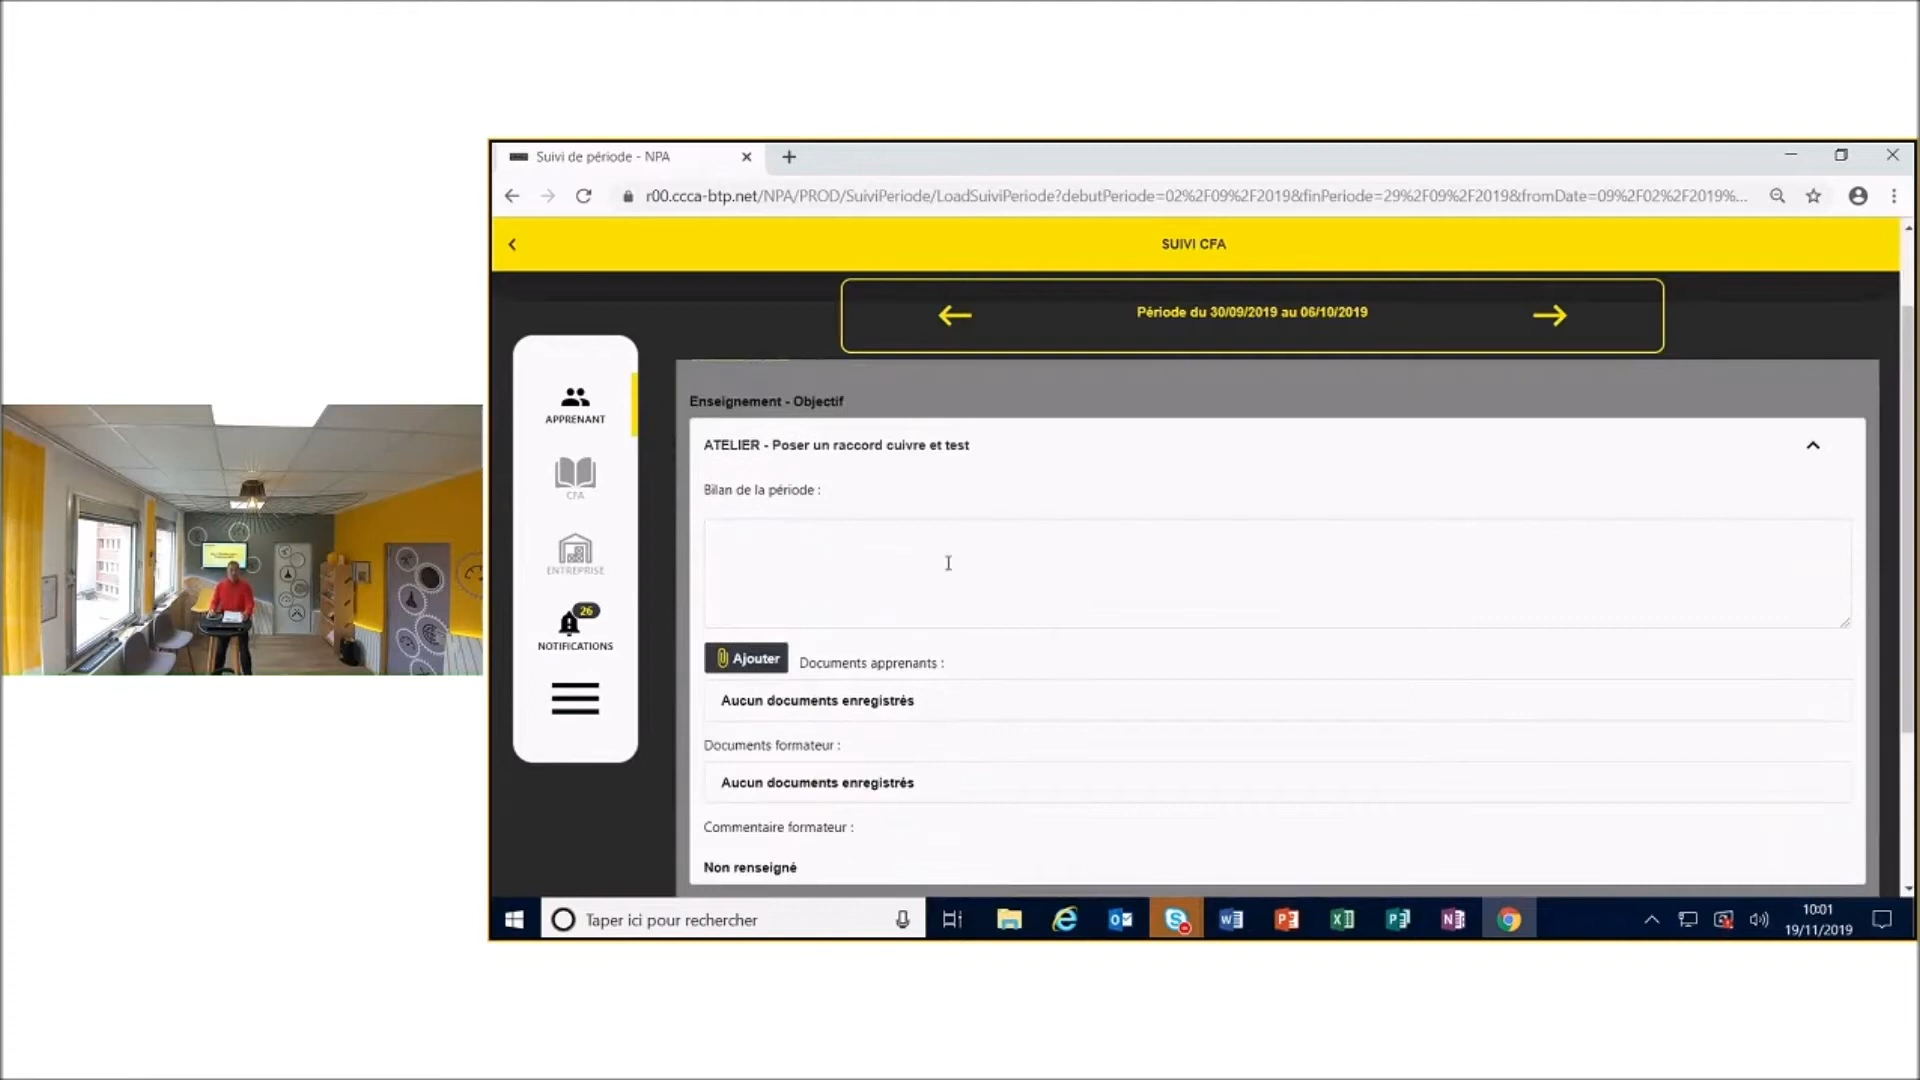 Suivi de période - NPA
r00.ccca-btp.net/NPA/PROD/SuiviPeriode/LoadSuiviPeriode?debutPeriode=02%2F09%2F2019&finPeriode=29%2F09%2F2019&fromDate=09%2F02%2F2019%...
SUIVI CFA
Période du 30/09/2019 au 06/10/2019
APPRENANT
CFA
ENTREPRISE
26
NOTIFICATIONS
Enseignement - Objectif
ATELIER - Poser un raccord cuivre et test
Bilan de la période :
Ajouter
Documents apprenants :
Aucun documents enregistrés
Documents formateur :
Aucun documents enregistrés
Commentaire formateur :
Non renseigné
Taper ici pour rechercher
10:01
19/11/2019